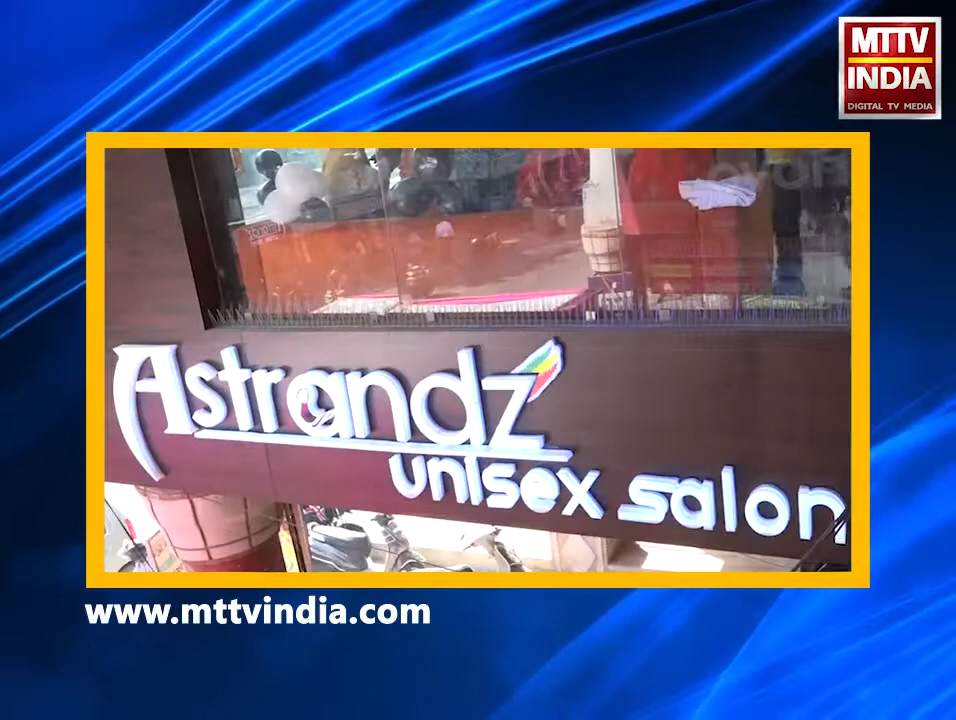 MTTV
INDIA
DIGITAL TV MEDIA
Astrandz
unisex salon
www.mttvindia.com